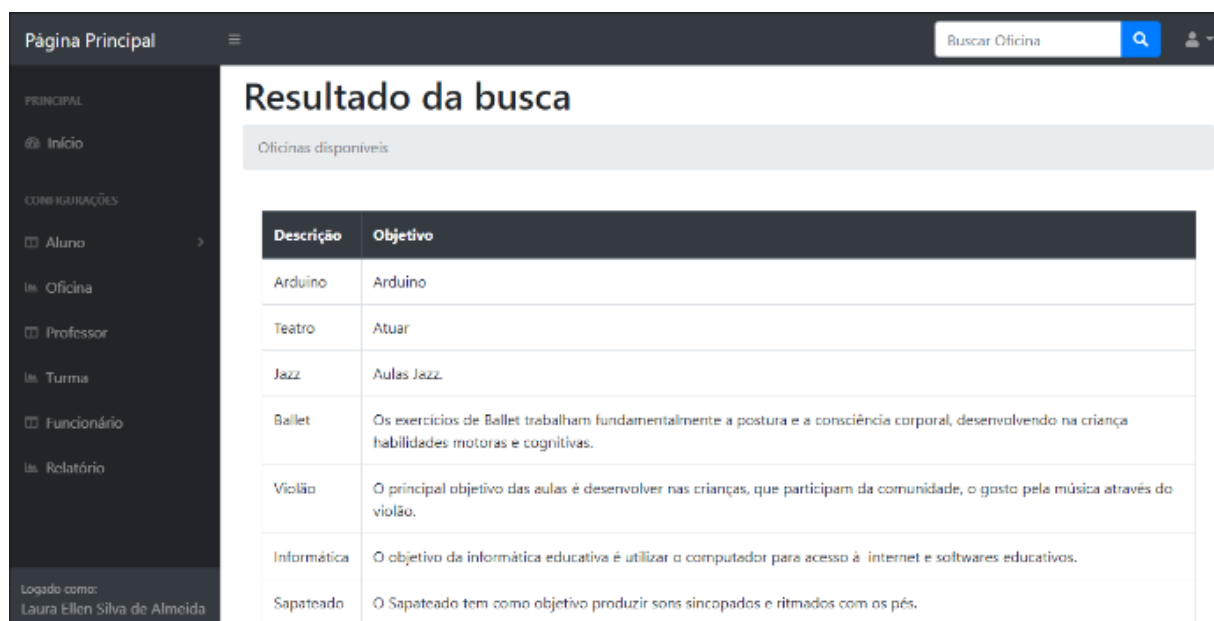 Página Principal
Buscar Oficina
PRINCIPAL
Início
CONFIGURAÇÕES
Aluno
Oficina
Professor
Turma
Funcionário
Relatório
Logado como:
Laura Ellen Silva de Almeida
Resultado da busca
Oficinas disponíveis
Descrição Objetivo
Arduino Arduino
Teatro Atuar
Jazz Aulas Jazz.
Ballet Os exercícios de Ballet trabalham fundamentalmente a postura e a consciência corporal, desenvolvendo na criança
habilidades motoras e cognitivas.
Violão O principal objetivo das aulas é desenvolver nas crianças, que participam da comunidade, o gosto pela música através do
violão.
Informática O objetivo da informática educativa é utilizar o computador para acesso à internet e softwares educativos.
Sapateado O Sapateado tem como objetivo produzir sons sincopados e ritmados com os pés.